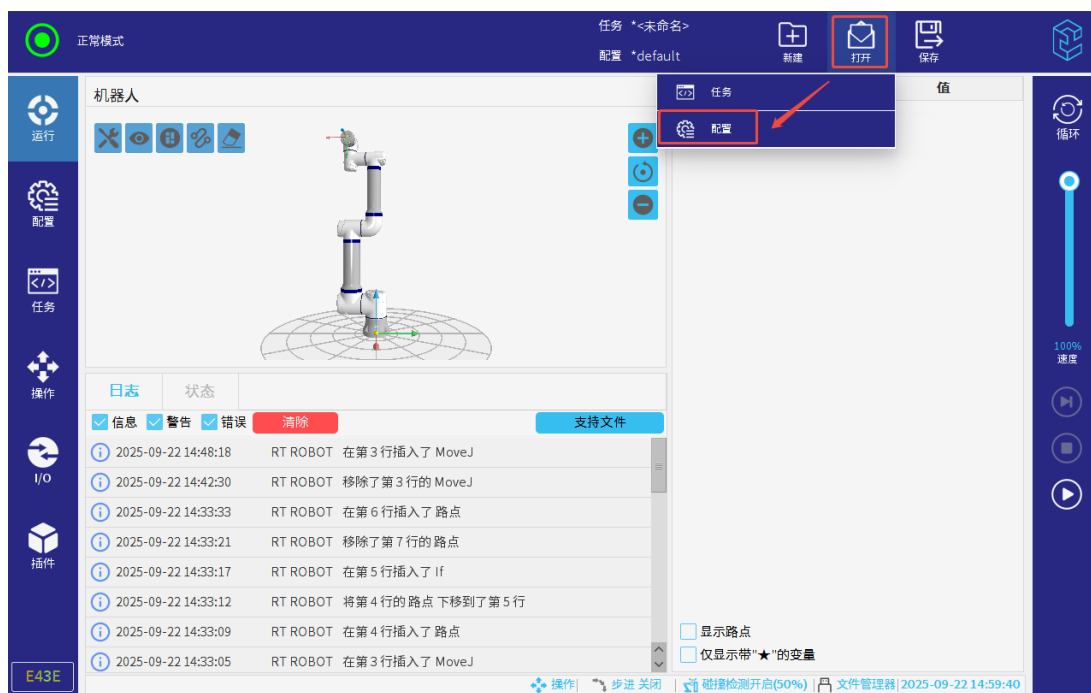 正常模式
任务 *<未命名>
配置 *default
新建
打开
保存
任务
配置
运行
配置
任务
操作
I/O
插件
E43E
机器人
值
循环
100%
速度
日志
状态
信息
警告
错误
清除
支持文件
2025-09-22 14:48:18 RT ROBOT 在第 3 行插入了 MoveJ
2025-09-22 14:42:30 RT ROBOT 移除了第 3 行的 MoveJ
2025-09-22 14:33:33 RT ROBOT 在第 6 行插入了 路点
2025-09-22 14:33:21 RT ROBOT 移除了第 7 行的 路点
2025-09-22 14:33:17 RT ROBOT 在第 5 行插入了 If
2025-09-22 14:33:12 RT ROBOT 将第 4 行的 路点 下移到了第 5 行
2025-09-22 14:33:09 RT ROBOT 在第 4 行插入了 路点
2025-09-22 14:33:05 RT ROBOT 在第 3 行插入了 MoveJ
显示路点
仅显示带"★"的变量
操作| 步进 关闭 | 碰撞检测开启(50%) | 文件管理器| 2025-09-22 14:59:40